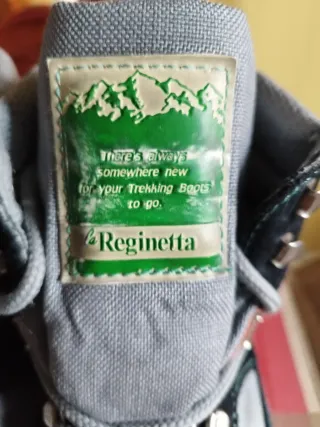 There's always
somewhere new
for your Trekking Boots
to go.
la Reginetta